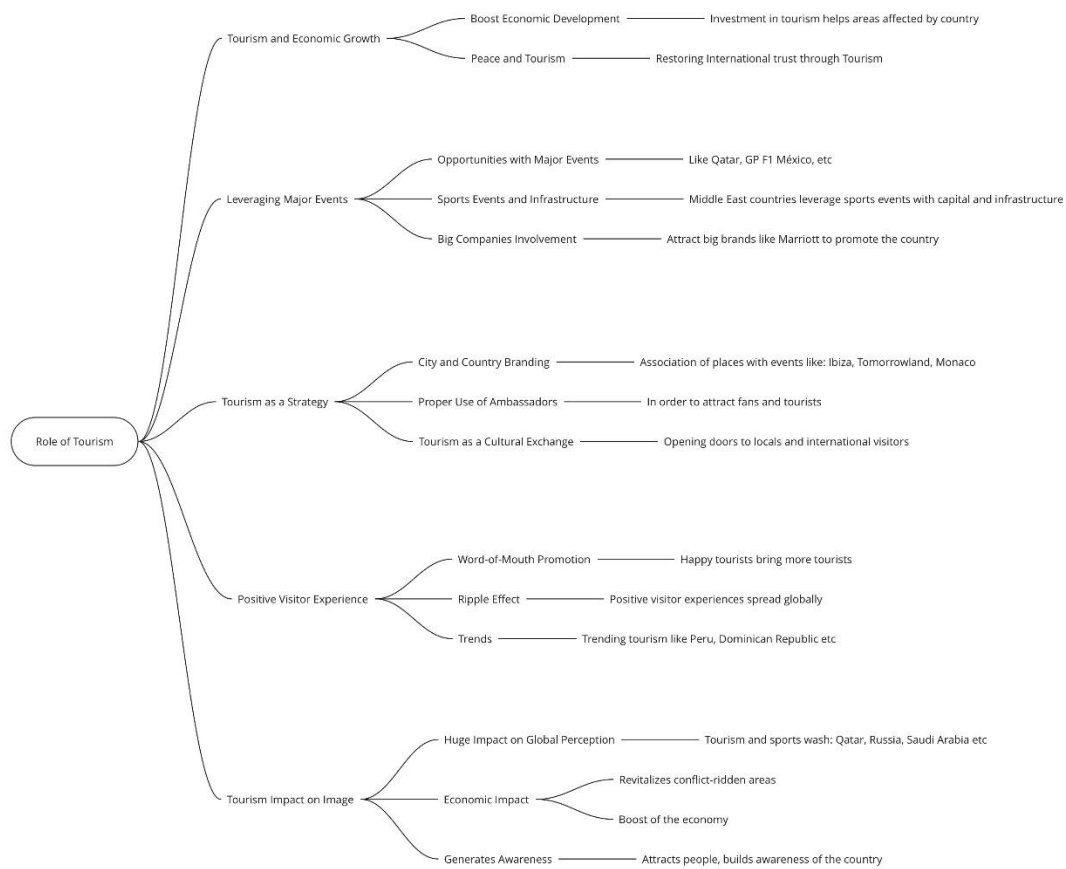 Role of Tourism
Tourism and Economic Growth
Boost Economic Development
Investment in tourism helps areas affected by country
Peace and Tourism
Restoring International trust through Tourism
Leveraging Major Events
Opportunities with Major Events
Like Qatar, GP F1 México, etc
Sports Events and Infrastructure
Middle East countries leverage sports events with capital and infrastructure
Big Companies Involvement
Attract big brands like Marriott to promote the country
Tourism as a Strategy
City and Country Branding
Association of places with events like: Ibiza, Tomorrowland, Monaco
Proper Use of Ambassadors
In order to attract fans and tourists
Tourism as a Cultural Exchange
Opening doors to locals and international visitors
Positive Visitor Experience
Word-of-Mouth Promotion
Happy tourists bring more tourists
Ripple Effect
Positive visitor experiences spread globally
Trends
Trending tourism like Peru, Dominican Republic etc
Tourism Impact on Image
Huge Impact on Global Perception
Tourism and sports wash: Qatar, Russia, Saudi Arabia etc
Economic Impact
Revitalizes conflict-ridden areas
Boost of the economy
Generates Awareness
Attracts people, builds awareness of the country